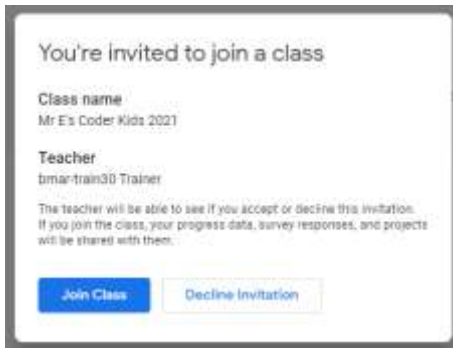 You're invited to join a class
Class name
Mr E's Coder Kids 2021
Teacher
bmar-train30 Trainer
The teacher will be able to see if you accept or decline this invitation.
If you join the class, your progress data, survey responses, and projects
will be shared with them.
Join Class
Decline Invitation